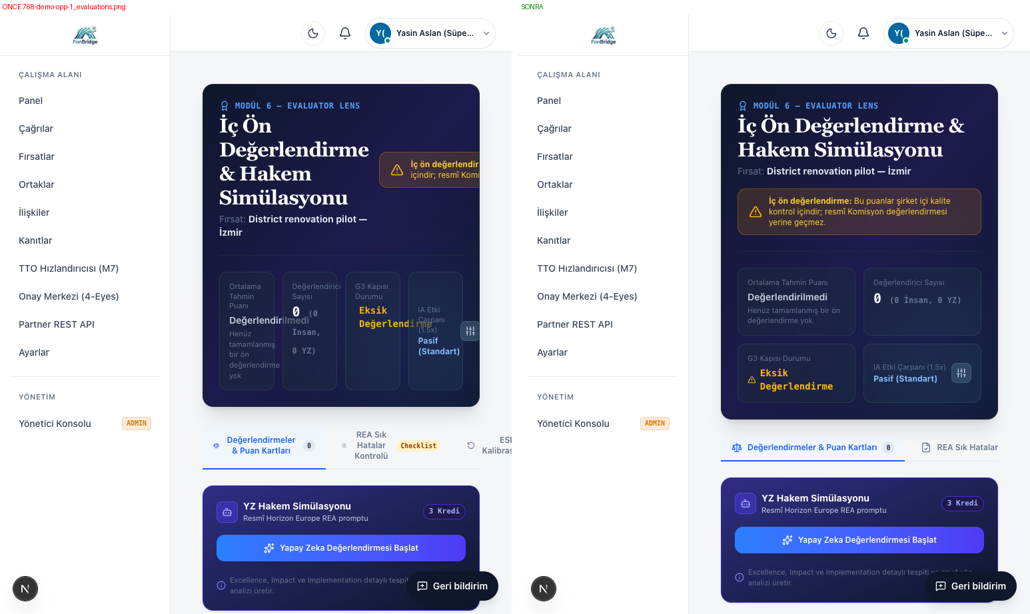 ONCE 768-demo-opp-1_evaluations.png
FonBridge
Y(
Yasin Aslan (Süpe...
ÇALIŞMA ALANI
Panel
Çağrılar
Fırsatlar
Ortaklar
İlişkiler
Kanıtlar
TTO Hızlandırıcısı (M7)
Onay Merkezi (4-Eyes)
Partner REST API
Ayarlar
YÖNETİM
Yönetici Konsolu
ADMIN
N
MODÜL 6 — EVALUATOR LENS
İç Ön
Değerlendirme
& Hakem
Simülasyonu
Fırsat: District renovation pilot —
İzmir
İç ön değerlendir
içindir; resmî Komi
Ortalama
Tahmin
Puanı
Değerlendirilmedi
Henüz
tamamlanmış
bir ön
değerlendirme
yok
Değerlendirici
Sayısı
0 (0
İnsan,
0 YZ)
G3 Kapısı
Durumu
Eksik
Değerlendirme
IA Etki
Çarpanı
(1.5x)
Pasif
(Standart)
Değerlendirmeler
& Puan Kartları
0
REA Sık
Hatalar
Kontrolü
Checklist
ESI
Kalibras
YZ Hakem Simülasyonu
Resmî Horizon Europe REA promptu
3 Kredi
Yapay Zeka Değerlendirmesi Başlat
Excellence, Impact ve Implementation detaylı tespit
analizi üretir.
Geri bildirim
SONRA
FonBridge
Y(
Yasin Aslan (Süpe...
ÇALIŞMA ALANI
Panel
Çağrılar
Fırsatlar
Ortaklar
İlişkiler
Kanıtlar
TTO Hızlandırıcısı (M7)
Onay Merkezi (4-Eyes)
Partner REST API
Ayarlar
YÖNETİM
Yönetici Konsolu
ADMIN
N
MODÜL 6 — EVALUATOR LENS
İç Ön Değerlendirme &
Hakem Simülasyonu
Fırsat: District renovation pilot — İzmir
İç ön değerlendirme: Bu puanlar şirket içi kalite
kontrol içindir; resmî Komisyon değerlendirmesi
yerine geçmez.
Ortalama Tahmin Puanı
Değerlendirilmedi
Henüz tamamlanmış bir ön
değerlendirme yok
Değerlendirici Sayısı
0 (0 İnsan, 0 YZ)
G3 Kapısı Durumu
Eksik
Değerlendirme
IA Etki Çarpanı (1.5x)
Pasif (Standart)
Değerlendirmeler & Puan Kartları
0
REA Sık Hatalar
YZ Hakem Simülasyonu
Resmî Horizon Europe REA promptu
3 Kredi
Yapay Zeka Değerlendirmesi Başlat
Excellence, Impact ve Implementation detaylı tespit
analizi üretir.
Geri bildirim